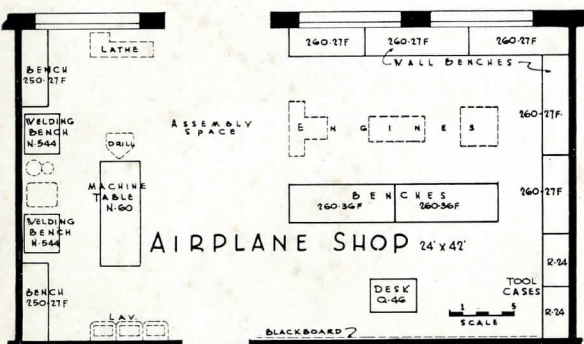 260-27F 260-27F 260-27F
LATHE
WALL BENCHES
BENCH
250-27F
WELDING
BENCH
N-544
ASSEMBLY
SPACE
ENGINES
260-27F
DRILL
MACHINE
TABLE
N-60
BENCHES
260-36F 260-36F
260-27F
WELDING
BENCH
N-544
AIRPLANE SHOP 24' x 42'
BENCH
250-27F
DESK
Q-46
TOOL
CASES
R-24
R-24
LAV.
1 5
SCALE
BLACKBOARD